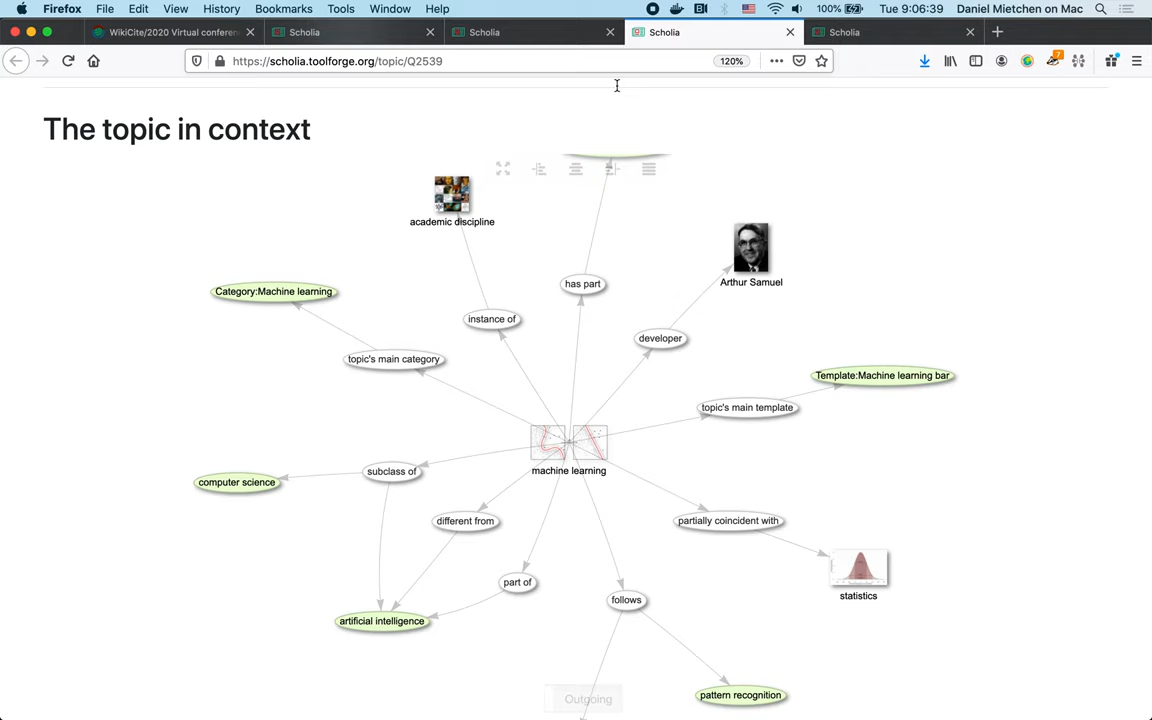 Firefox File Edit View History Bookmarks Tools Window Help 100% Tue 9:06:39 Daniel Mietchen on Mac
WikiCite/2020 Virtual conferen Scholia Scholia Scholia Scholia
https://scholia.toolforge.org/topic/Q2539 120% 7
The topic in context
academic discipline
Arthur Samuel
has part
Category:Machine learning
instance of
developer
topic's main category
Template:Machine learning bar
topic's main template
machine learning
subclass of
computer science
different from
partially coincident with
part of
statistics
follows
artificial intelligence
pattern recognition
Outgoing